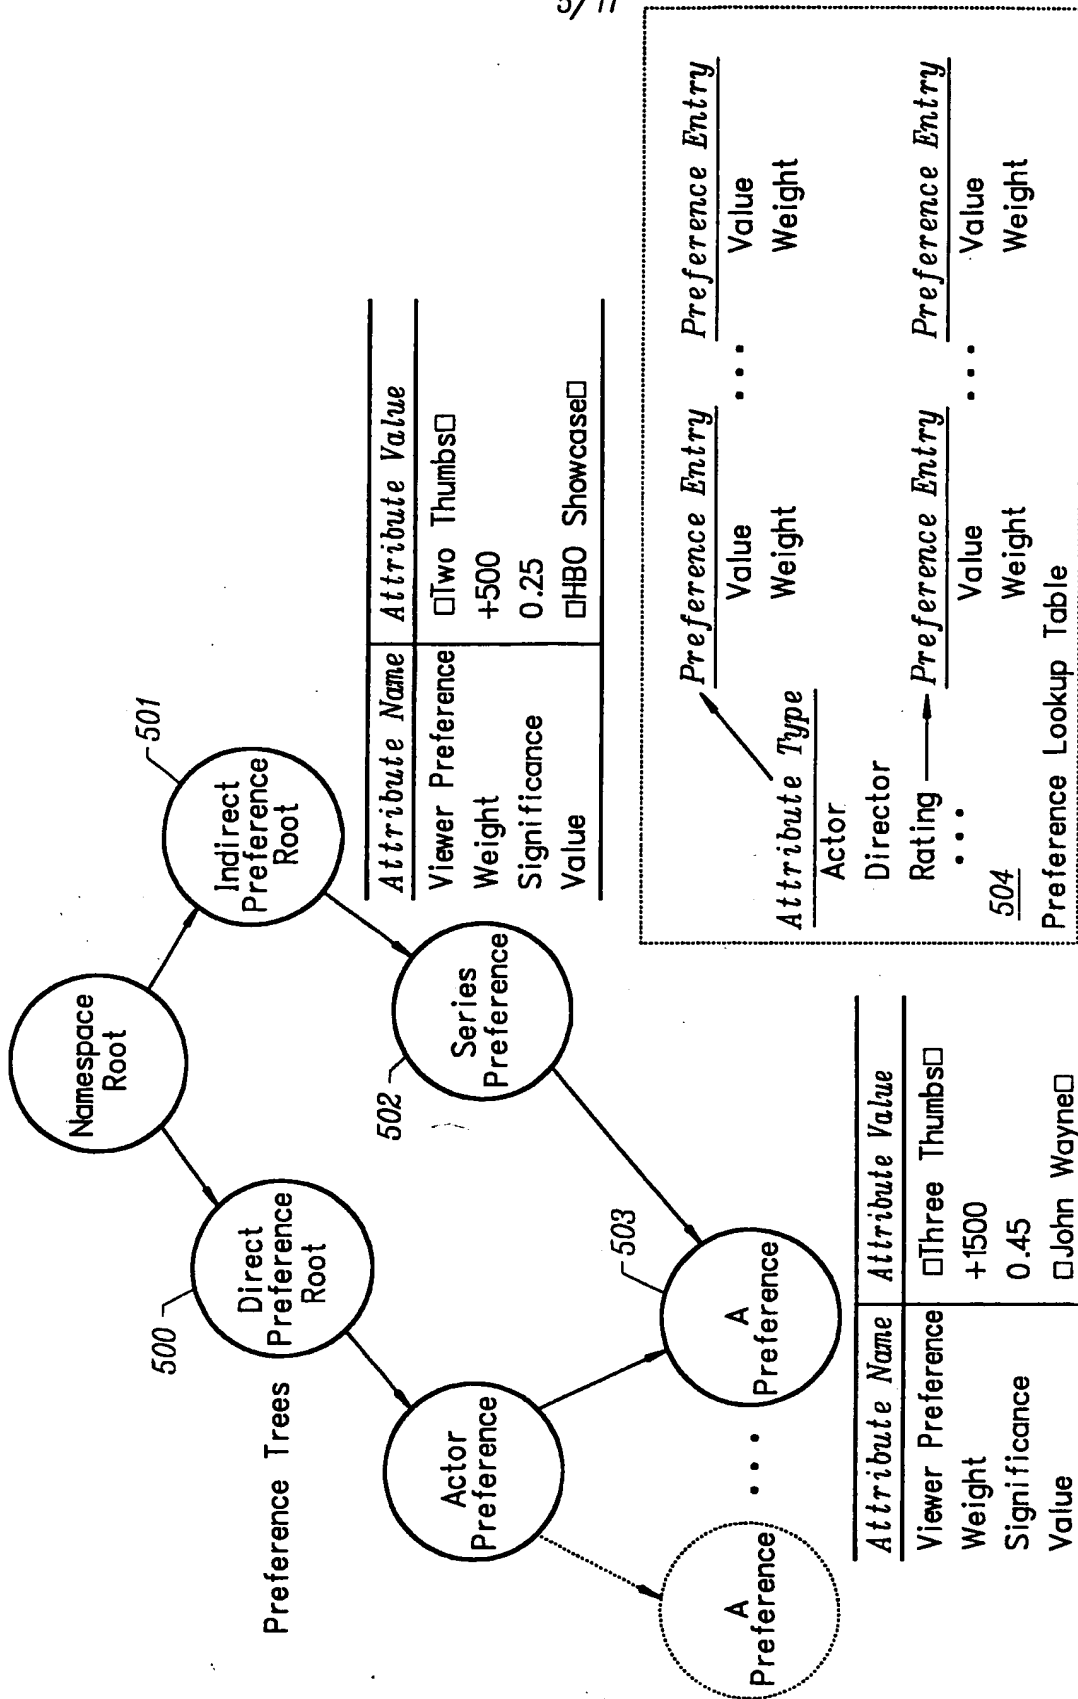 5/11
Preference Trees
Namespace
Root
500
Direct
Preference
Root
501
Indirect
Preference
Root
Actor
Preference
502
Series
Preference
A
Preference
503
A
Preference
Attribute Name Attribute Value
Viewer Preference □Two Thumbs□
Weight +500
Significance 0.25
Value □HBO Showcase□
Attribute Name Attribute Value
Viewer Preference □Three Thumbs□
Weight +1500
Significance 0.45
Value □John Wayne□
Preference Entry ... Preference Entry
Value Value
Weight Weight
Attribute Type
Actor
Director
Rating Preference Entry ... Preference Entry
... Value Value
Weight Weight
504
Preference Lookup Table